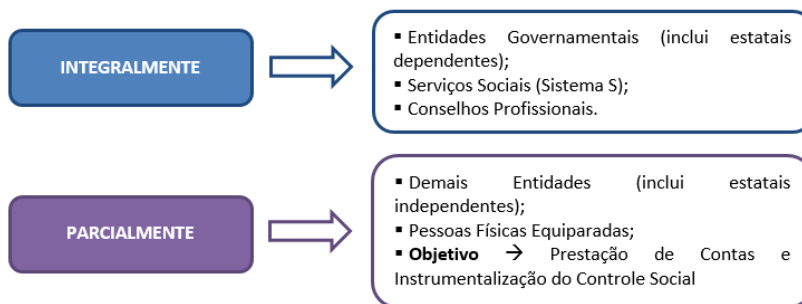 INTEGRALMENTE
▪ Entidades Governamentais (inclui estatais
dependentes);
▪ Serviços Sociais (Sistema S);
▪ Conselhos Profissionais.
PARCIALMENTE
▪ Demais Entidades (inclui estatais
independentes);
▪ Pessoas Físicas Equiparadas;
▪ Objetivo → Prestação de Contas e
Instrumentalização do Controle Social